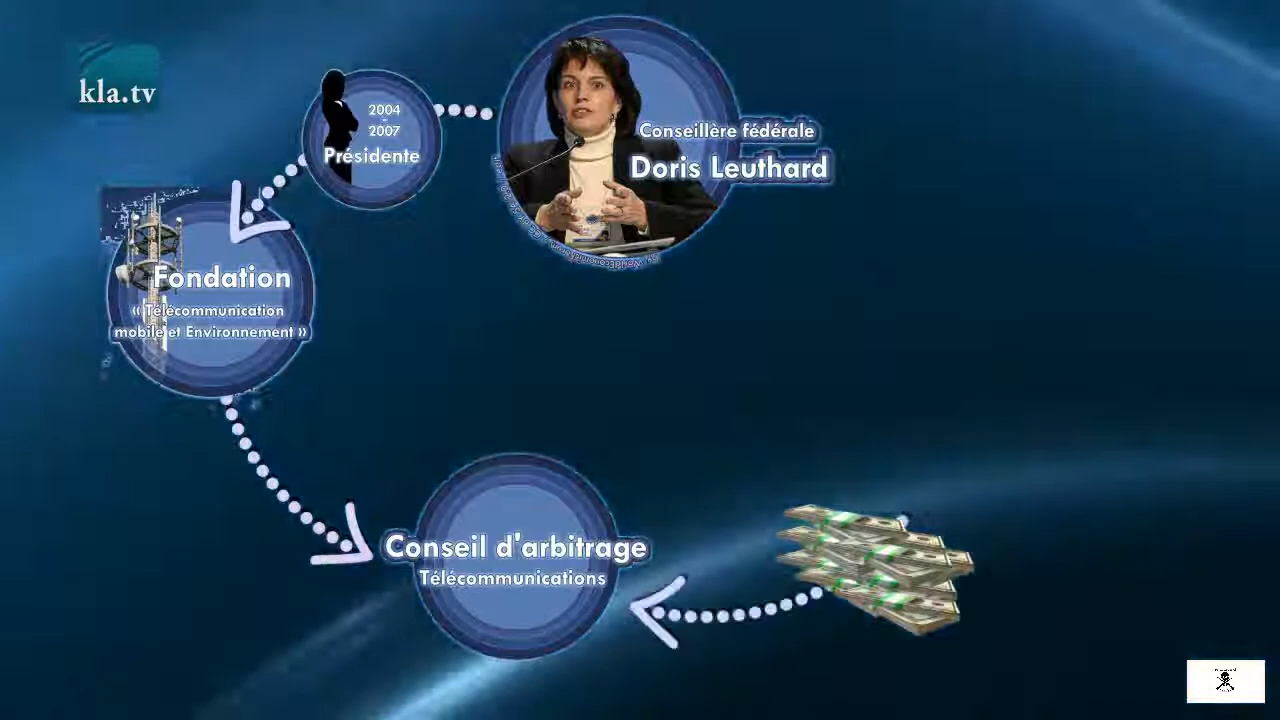 kla.tv
2004
-
2007
Présidente
Conseillère fédérale
Doris Leuthard
Fondation
« Télécommunication
mobile et Environnement »
Conseil d'arbitrage
Télécommunications